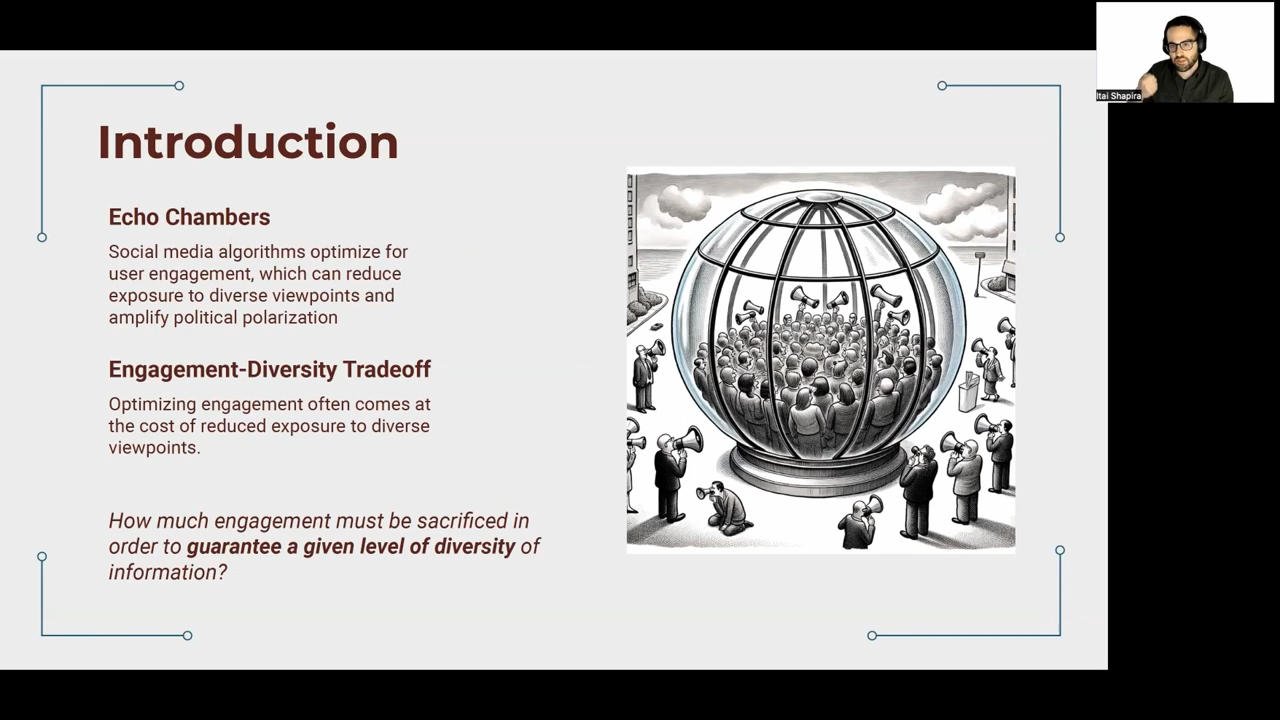 Itai Shapira
Introduction
Echo Chambers
Social media algorithms optimize for
user engagement, which can reduce
exposure to diverse viewpoints and
amplify political polarization
Engagement-Diversity Tradeoff
Optimizing engagement often comes at
the cost of reduced exposure to diverse
viewpoints.
How much engagement must be sacrificed in
order to guarantee a given level of diversity of
information?